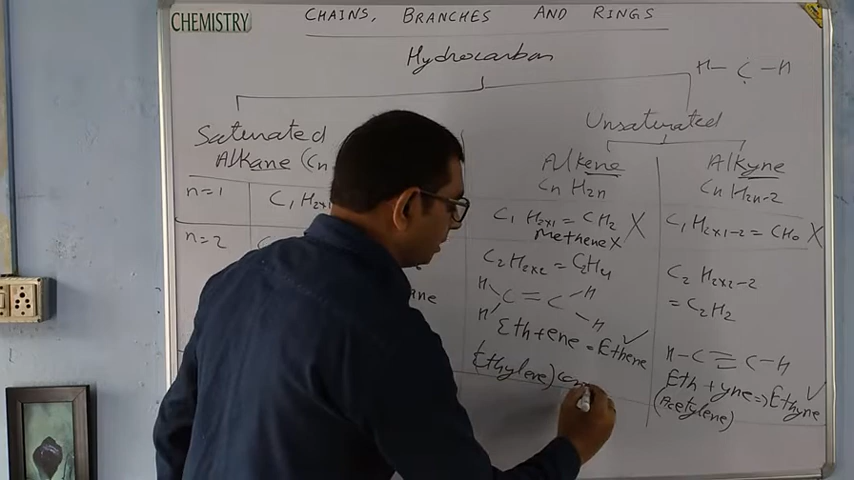 CHEMISTRY
CHAINS, BRANCHES AND RINGS
Hydrocarbon
H-C-H
Saturated
Alkane (Cn
n=1
C1 H2x1
n=2
ane
Unsaturated
Alkene
Cn H2n
C1 H2x1 = CH2 X
Methene X
C2 H2x2 = C2H4
H H
C = C
H H
Eth + ene = Ethene ✓
(Ethylene) com
Alkyne
Cn H2n-2
C1 H2x1-2 = CH0 X
C2 H2x2-2
= C2H2
H-C≡C-H
Eth + yne => Ethyne ✓
(Acetylene)